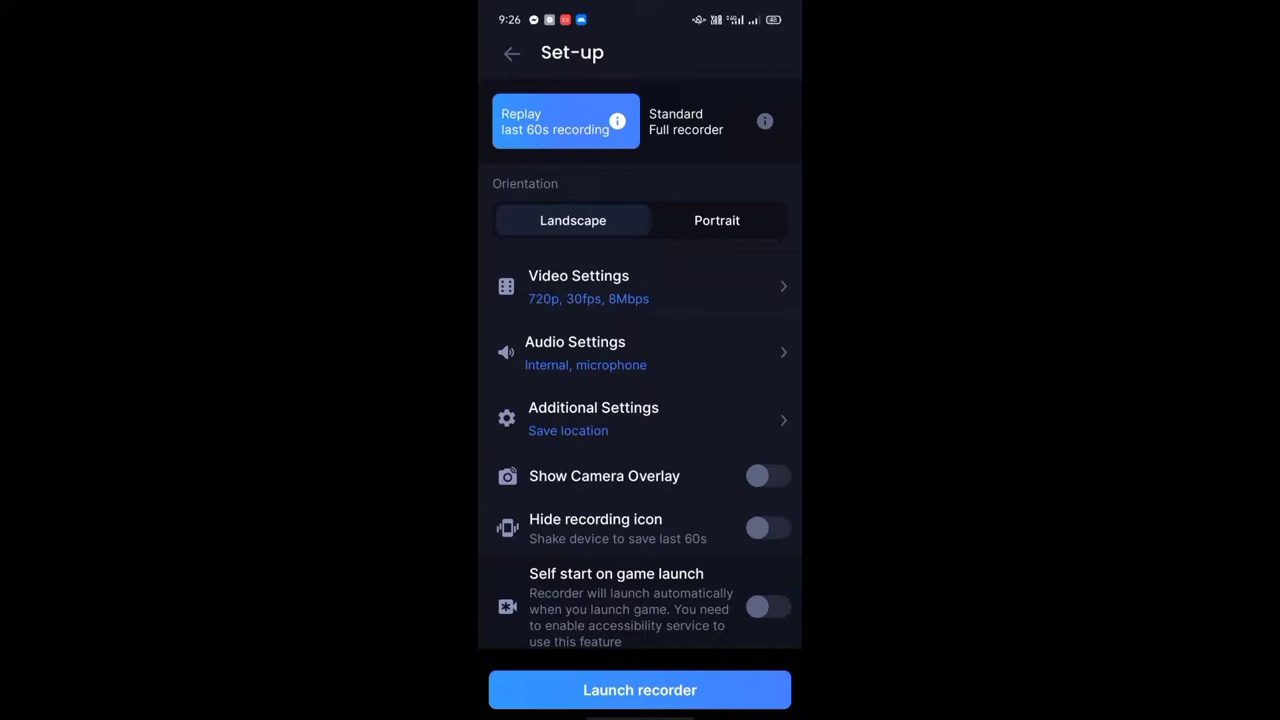 9:26
Set-up
Replay
last 60s recording
Standard
Full recorder
Orientation
Landscape
Portrait
Video Settings
720p, 30fps, 8Mbps
Audio Settings
Internal, microphone
Additional Settings
Save location
Show Camera Overlay
Hide recording icon
Shake device to save last 60s
Self start on game launch
Recorder will launch automatically
when you launch game. You need
to enable accessibility service to
use this feature
Launch recorder